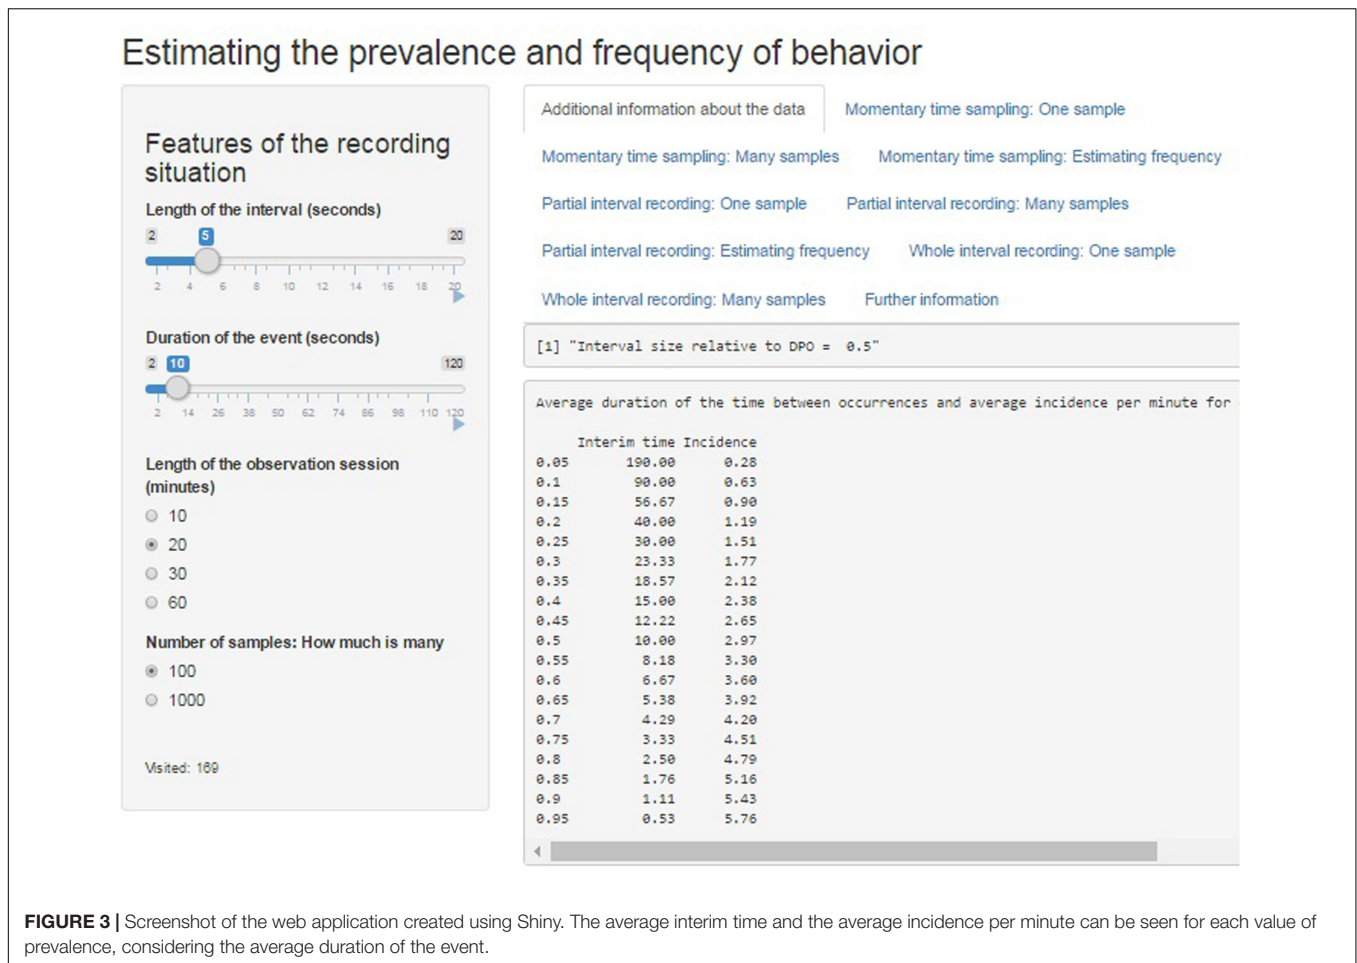 Estimating the prevalence and frequency of behavior
Features of the recording
situation
Length of the interval (seconds)
2 5 20
2 4 6 8 10 12 14 16 18 20
Duration of the event (seconds)
2 10 120
2 14 26 38 50 62 74 86 98 110 120
Length of the observation session
(minutes)
10
20
30
60
Number of samples: How much is many
100
1000
Visited: 169
Additional information about the data Momentary time sampling: One sample
Momentary time sampling: Many samples Momentary time sampling: Estimating frequency
Partial interval recording: One sample Partial interval recording: Many samples
Partial interval recording: Estimating frequency Whole interval recording: One sample
Whole interval recording: Many samples Further information
[1] "Interval size relative to DPO =  0.5"
Average duration of the time between occurrences and average incidence per minute for
Interim time Incidence
0.05 190.00 0.28
0.1 90.00 0.63
0.15 56.67 0.90
0.2 40.00 1.19
0.25 30.00 1.51
0.3 23.33 1.77
0.35 18.57 2.12
0.4 15.00 2.38
0.45 12.22 2.65
0.5 10.00 2.97
0.55 8.18 3.30
0.6 6.67 3.60
0.65 5.38 3.92
0.7 4.29 4.20
0.75 3.33 4.51
0.8 2.50 4.79
0.85 1.76 5.16
0.9 1.11 5.43
0.95 0.53 5.76
FIGURE 3 | Screenshot of the web application created using Shiny. The average interim time and the average incidence per minute can be seen for each value of
prevalence, considering the average duration of the event.